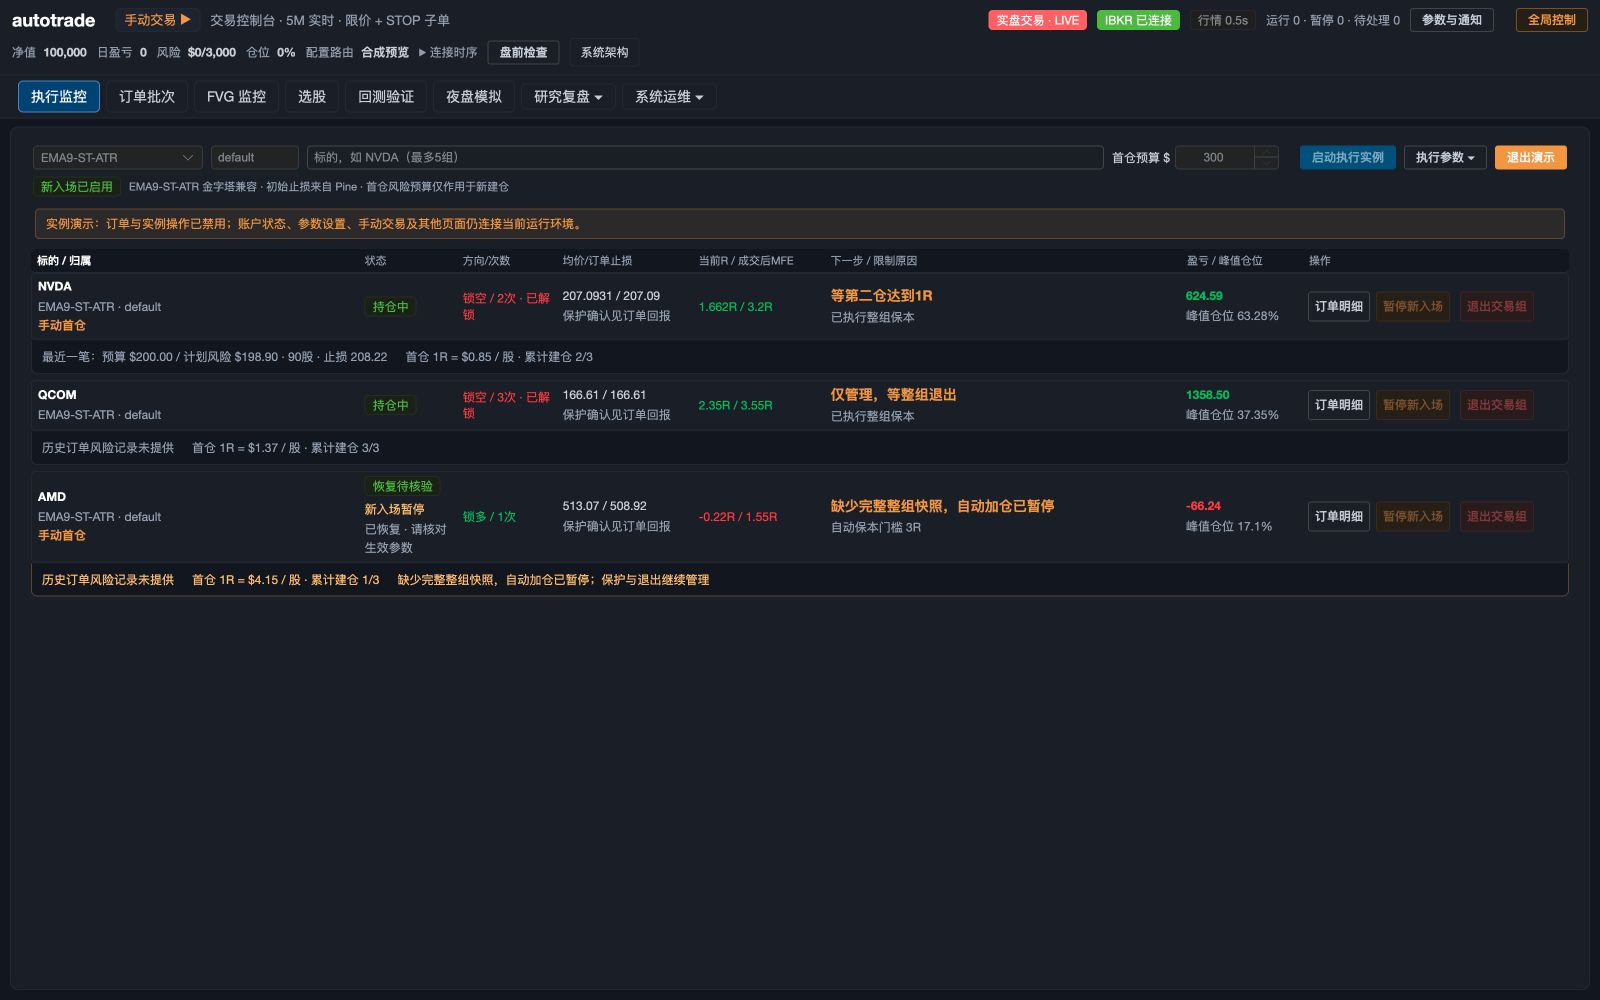 autotrade 手动交易 ▶ 交易控制台 · 5M 实时 · 限价 + STOP 子单 实盘交易 · LIVE IBKR 已连接 行情 0.5s 运行 0 · 暂停 0 · 待处理 0 参数与通知 全局控制
净值 100,000 日盈亏 0 风险 $0/3,000 仓位 0% 配置路由 合成预览 ▶ 连接时序 盘前检查 系统架构
执行监控 订单批次 FVG 监控 选股 回测验证 夜盘模拟 研究复盘 系统运维
EMA9-ST-ATR default 标的，如 NVDA（最多5组） 首仓预算 $ 300 启动执行实例 执行参数 退出演示
新入场已启用 EMA9-ST-ATR 金字塔兼容 · 初始止损来自 Pine · 首仓风险预算仅作用于新建仓
实例演示：订单与实例操作已禁用；账户状态、参数设置、手动交易及其他页面仍连接当前运行环境。
标的 / 归属 状态 方向/次数 均价/订单止损 当前R / 成交后MFE 下一步 / 限制原因 盈亏 / 峰值仓位 操作
NVDA
EMA9-ST-ATR · default
手动首仓
持仓中
锁空 / 2次 · 已解
锁
207.0931 / 207.09
保护确认见订单回报
1.662R / 3.2R
等第二仓达到1R
已执行整组保本
624.59
峰值仓位 63.28%
订单明细 暂停新入场 退出交易组
最近一笔：预算 $200.00 / 计划风险 $198.90 · 90股 · 止损 208.22 首仓 1R = $0.85 / 股 · 累计建仓 2/3
QCOM
EMA9-ST-ATR · default
持仓中
锁空 / 3次 · 已解
锁
166.61 / 166.61
保护确认见订单回报
2.35R / 3.55R
仅管理，等整组退出
已执行整组保本
1358.50
峰值仓位 37.35%
订单明细 暂停新入场 退出交易组
历史订单风险记录未提供 首仓 1R = $1.37 / 股 · 累计建仓 3/3
AMD
EMA9-ST-ATR · default
手动首仓
恢复待核验
新入场暂停
已恢复 · 请核对
生效参数
锁多 / 1次
513.07 / 508.92
保护确认见订单回报
-0.22R / 1.55R
缺少完整整组快照，自动加仓已暂停
自动保本门槛 3R
-66.24
峰值仓位 17.1%
订单明细 暂停新入场 退出交易组
历史订单风险记录未提供 首仓 1R = $4.15 / 股 · 累计建仓 1/3 缺少完整整组快照，自动加仓已暂停；保护与退出继续管理